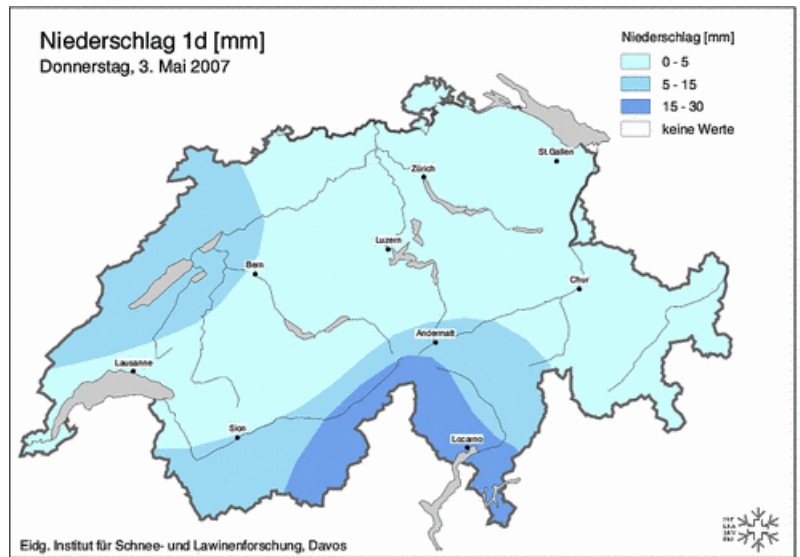 Niederschlag 1d [mm]
Donnerstag, 3. Mai 2007
Niederschlag [mm]
0 - 5
5 - 15
15 - 30
keine Werte
St.Gallen
Zürich
Luzern
Bern
Chur
Andermatt
Lausanne
Sion
Locarno
Eidg. Institut für Schnee- und Lawinenforschung, Davos